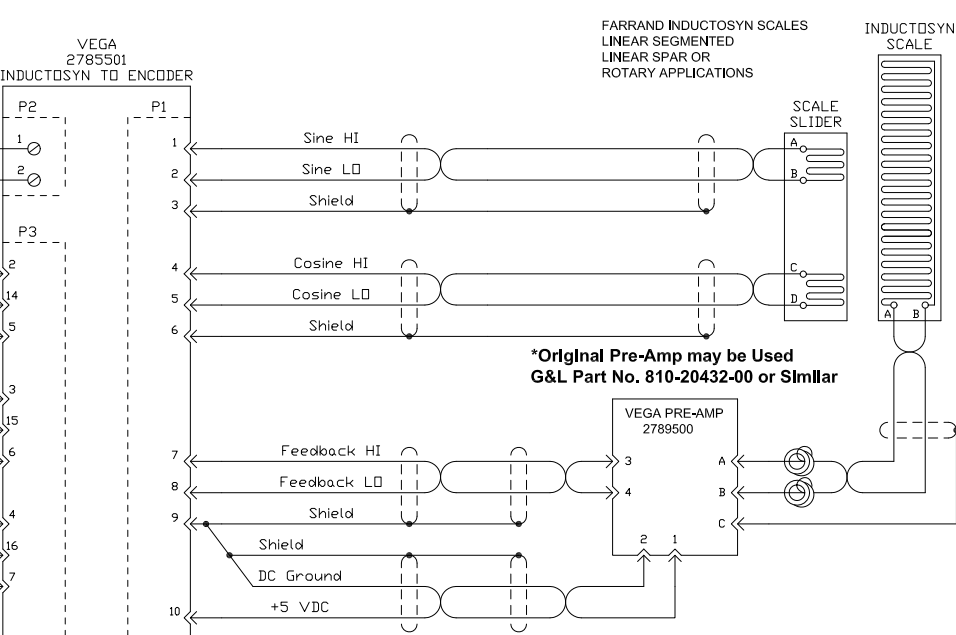 FARRAND INDUCTOSYN SCALES
LINEAR SEGMENTED
LINEAR SPAR OR
ROTARY APPLICATIONS
INDUCTOSYN
SCALE
VEGA
2785501
INDUCTOSYN TO ENCODER
P2
P1
SCALE
SLIDER
1
2
P3
2
14
5
3
15
6
4
16
7
1
Sine HI
2
Sine LO
3
Shield
4
Cosine HI
5
Cosine LO
6
Shield
A
B
C
D
A
B
*Original Pre-Amp may be Used
G&L Part No. 810-20432-00 or Similar
VEGA PRE-AMP
2789500
7
Feedback HI
8
Feedback LO
9
Shield
Shield
DC Ground
10
+5 VDC
3
4
A
B
C
2
1